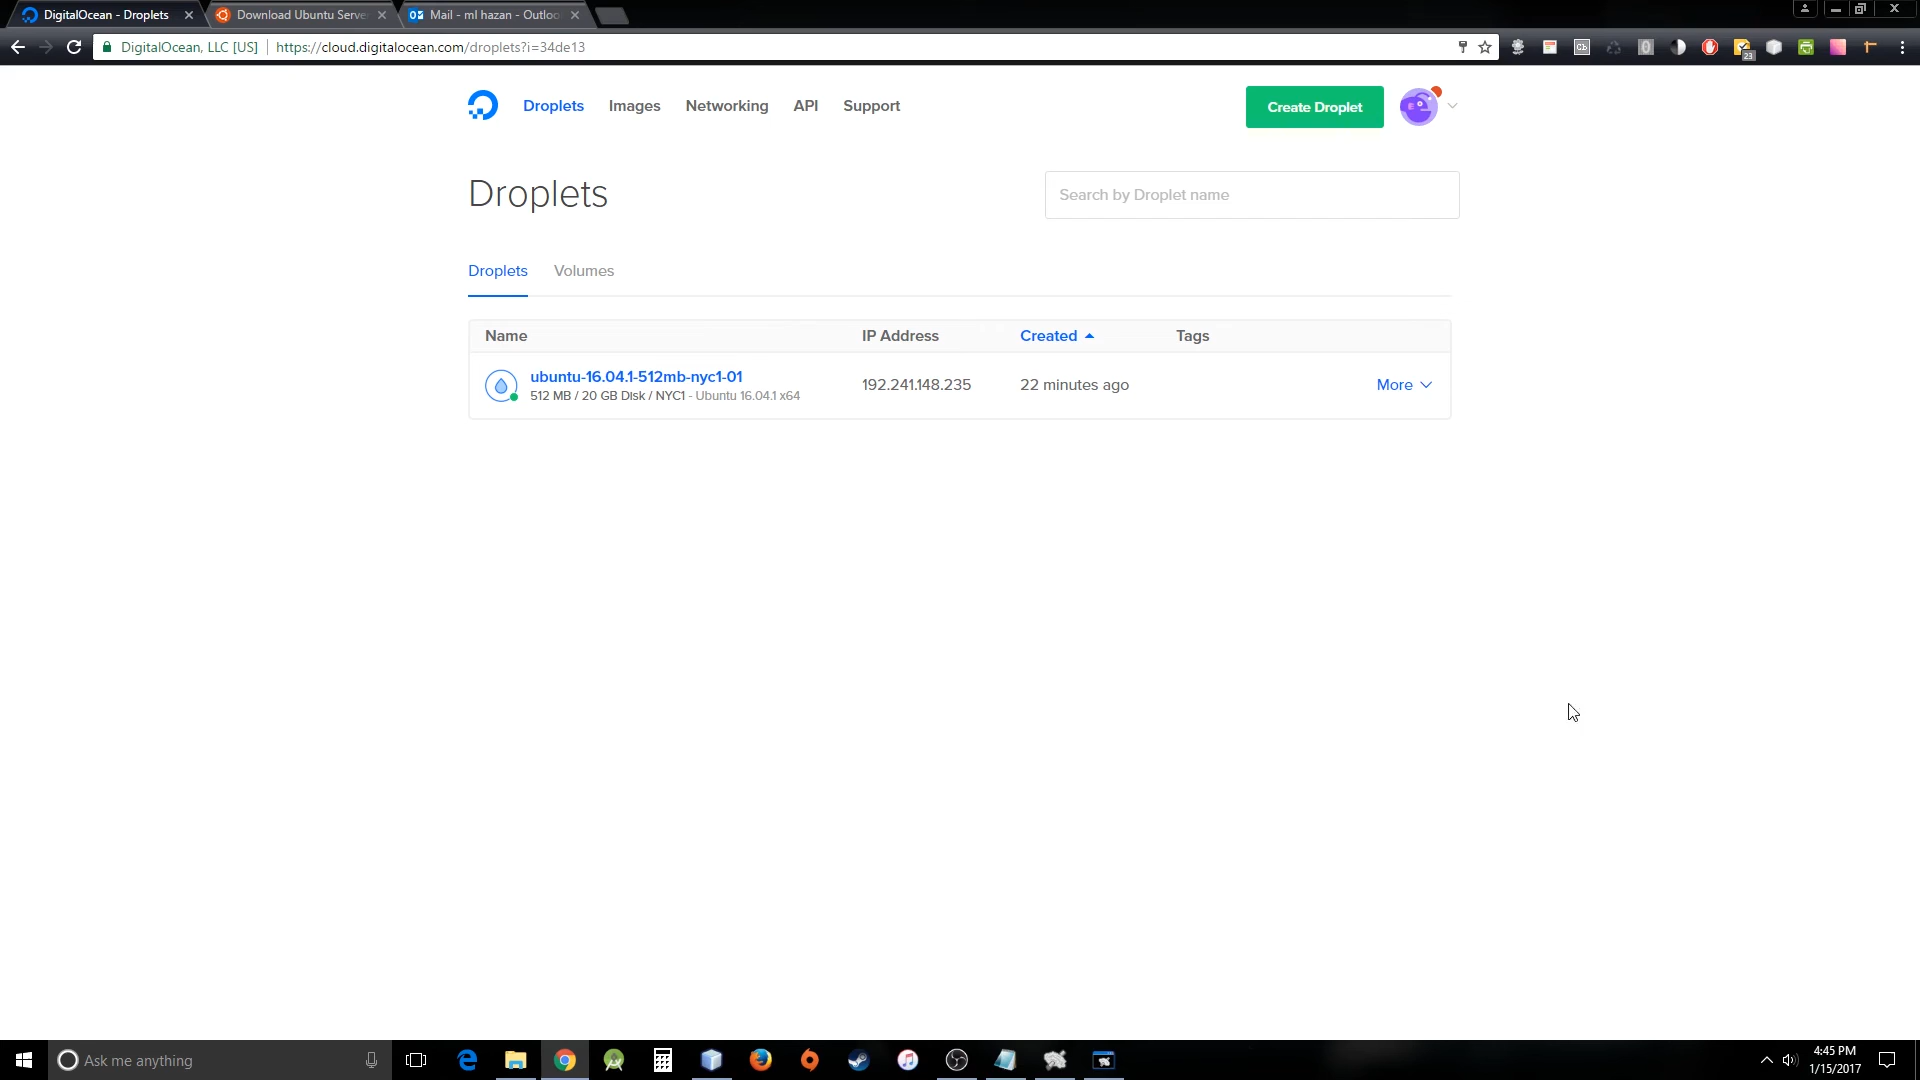 DigitalOcean - Droplets
Download Ubuntu Serve
Mail - ml hazan - Outloo
DigitalOcean, LLC [US]
https://cloud.digitalocean.com/droplets?i=34de13
23
Droplets
Images
Networking
API
Support
Create Droplet
Droplets
Search by Droplet name
Droplets
Volumes
Name
IP Address
Created
Tags
ubuntu-16.04.1-512mb-nyc1-01
512 MB / 20 GB Disk / NYC1 - Ubuntu 16.04.1 x64
192.241.148.235
22 minutes ago
More
Ask me anything
4:45 PM
1/15/2017